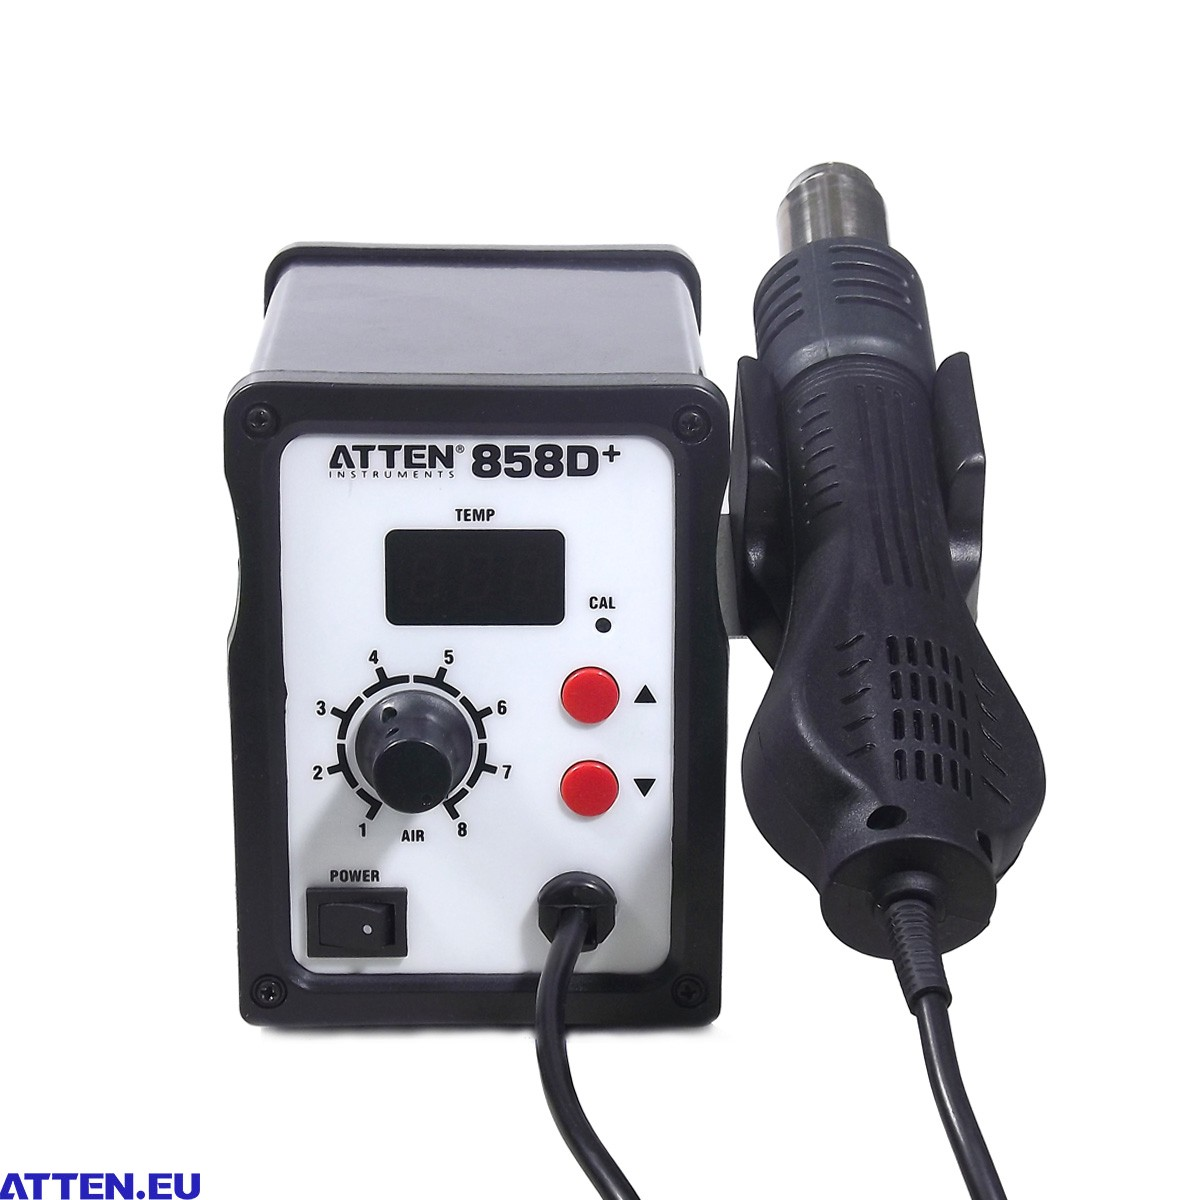 ATTEN® 858D+
INSTRUMENTS
TEMP
CAL
4 5
3 6
2 7
1 8
AIR
POWER
ATTEN.EU